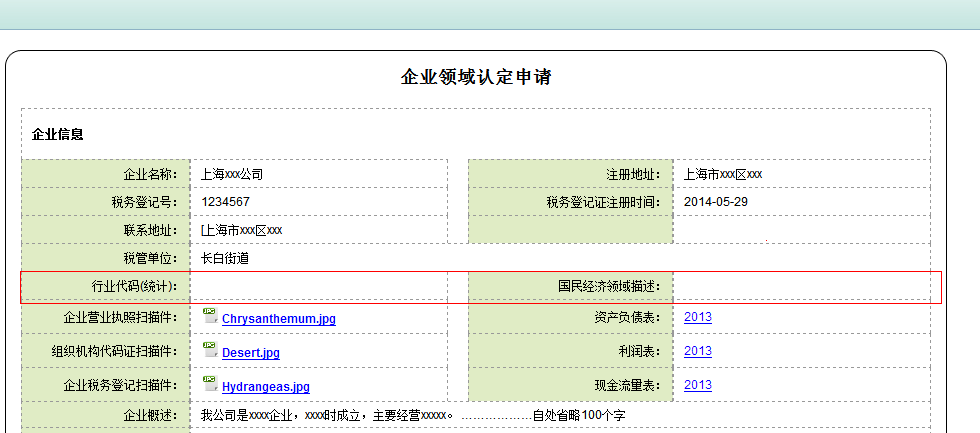 企业领域认定申请
企业信息
企业名称: 上海xxx公司 注册地址: 上海市xxx区xxx
税务登记号: 1234567 税务登记证注册时间: 2014-05-29
联系地址: [上海市xxx区xxx
税管单位: 长白街道
行业代码(统计): 国民经济领域描述:
企业营业执照扫描件: JPG Chrysanthemum.jpg 资产负债表: 2013
组织机构代码证扫描件: JPG Desert.jpg 利润表: 2013
企业税务登记扫描件: JPG Hydrangeas.jpg 现金流量表: 2013
企业概述: 我公司是xxxx企业，xxxx时成立，主要经营xxxxx。 ………………自处省略100个字